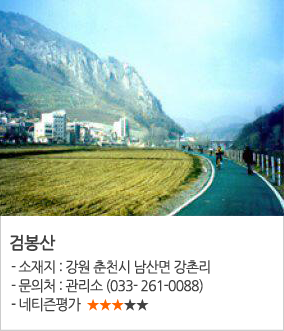 검봉산
- 소재지 : 강원 춘천시 남산면 강촌리
- 문의처 : 관리소 (033- 261-0088)
- 네티즌평가 ★★★★★